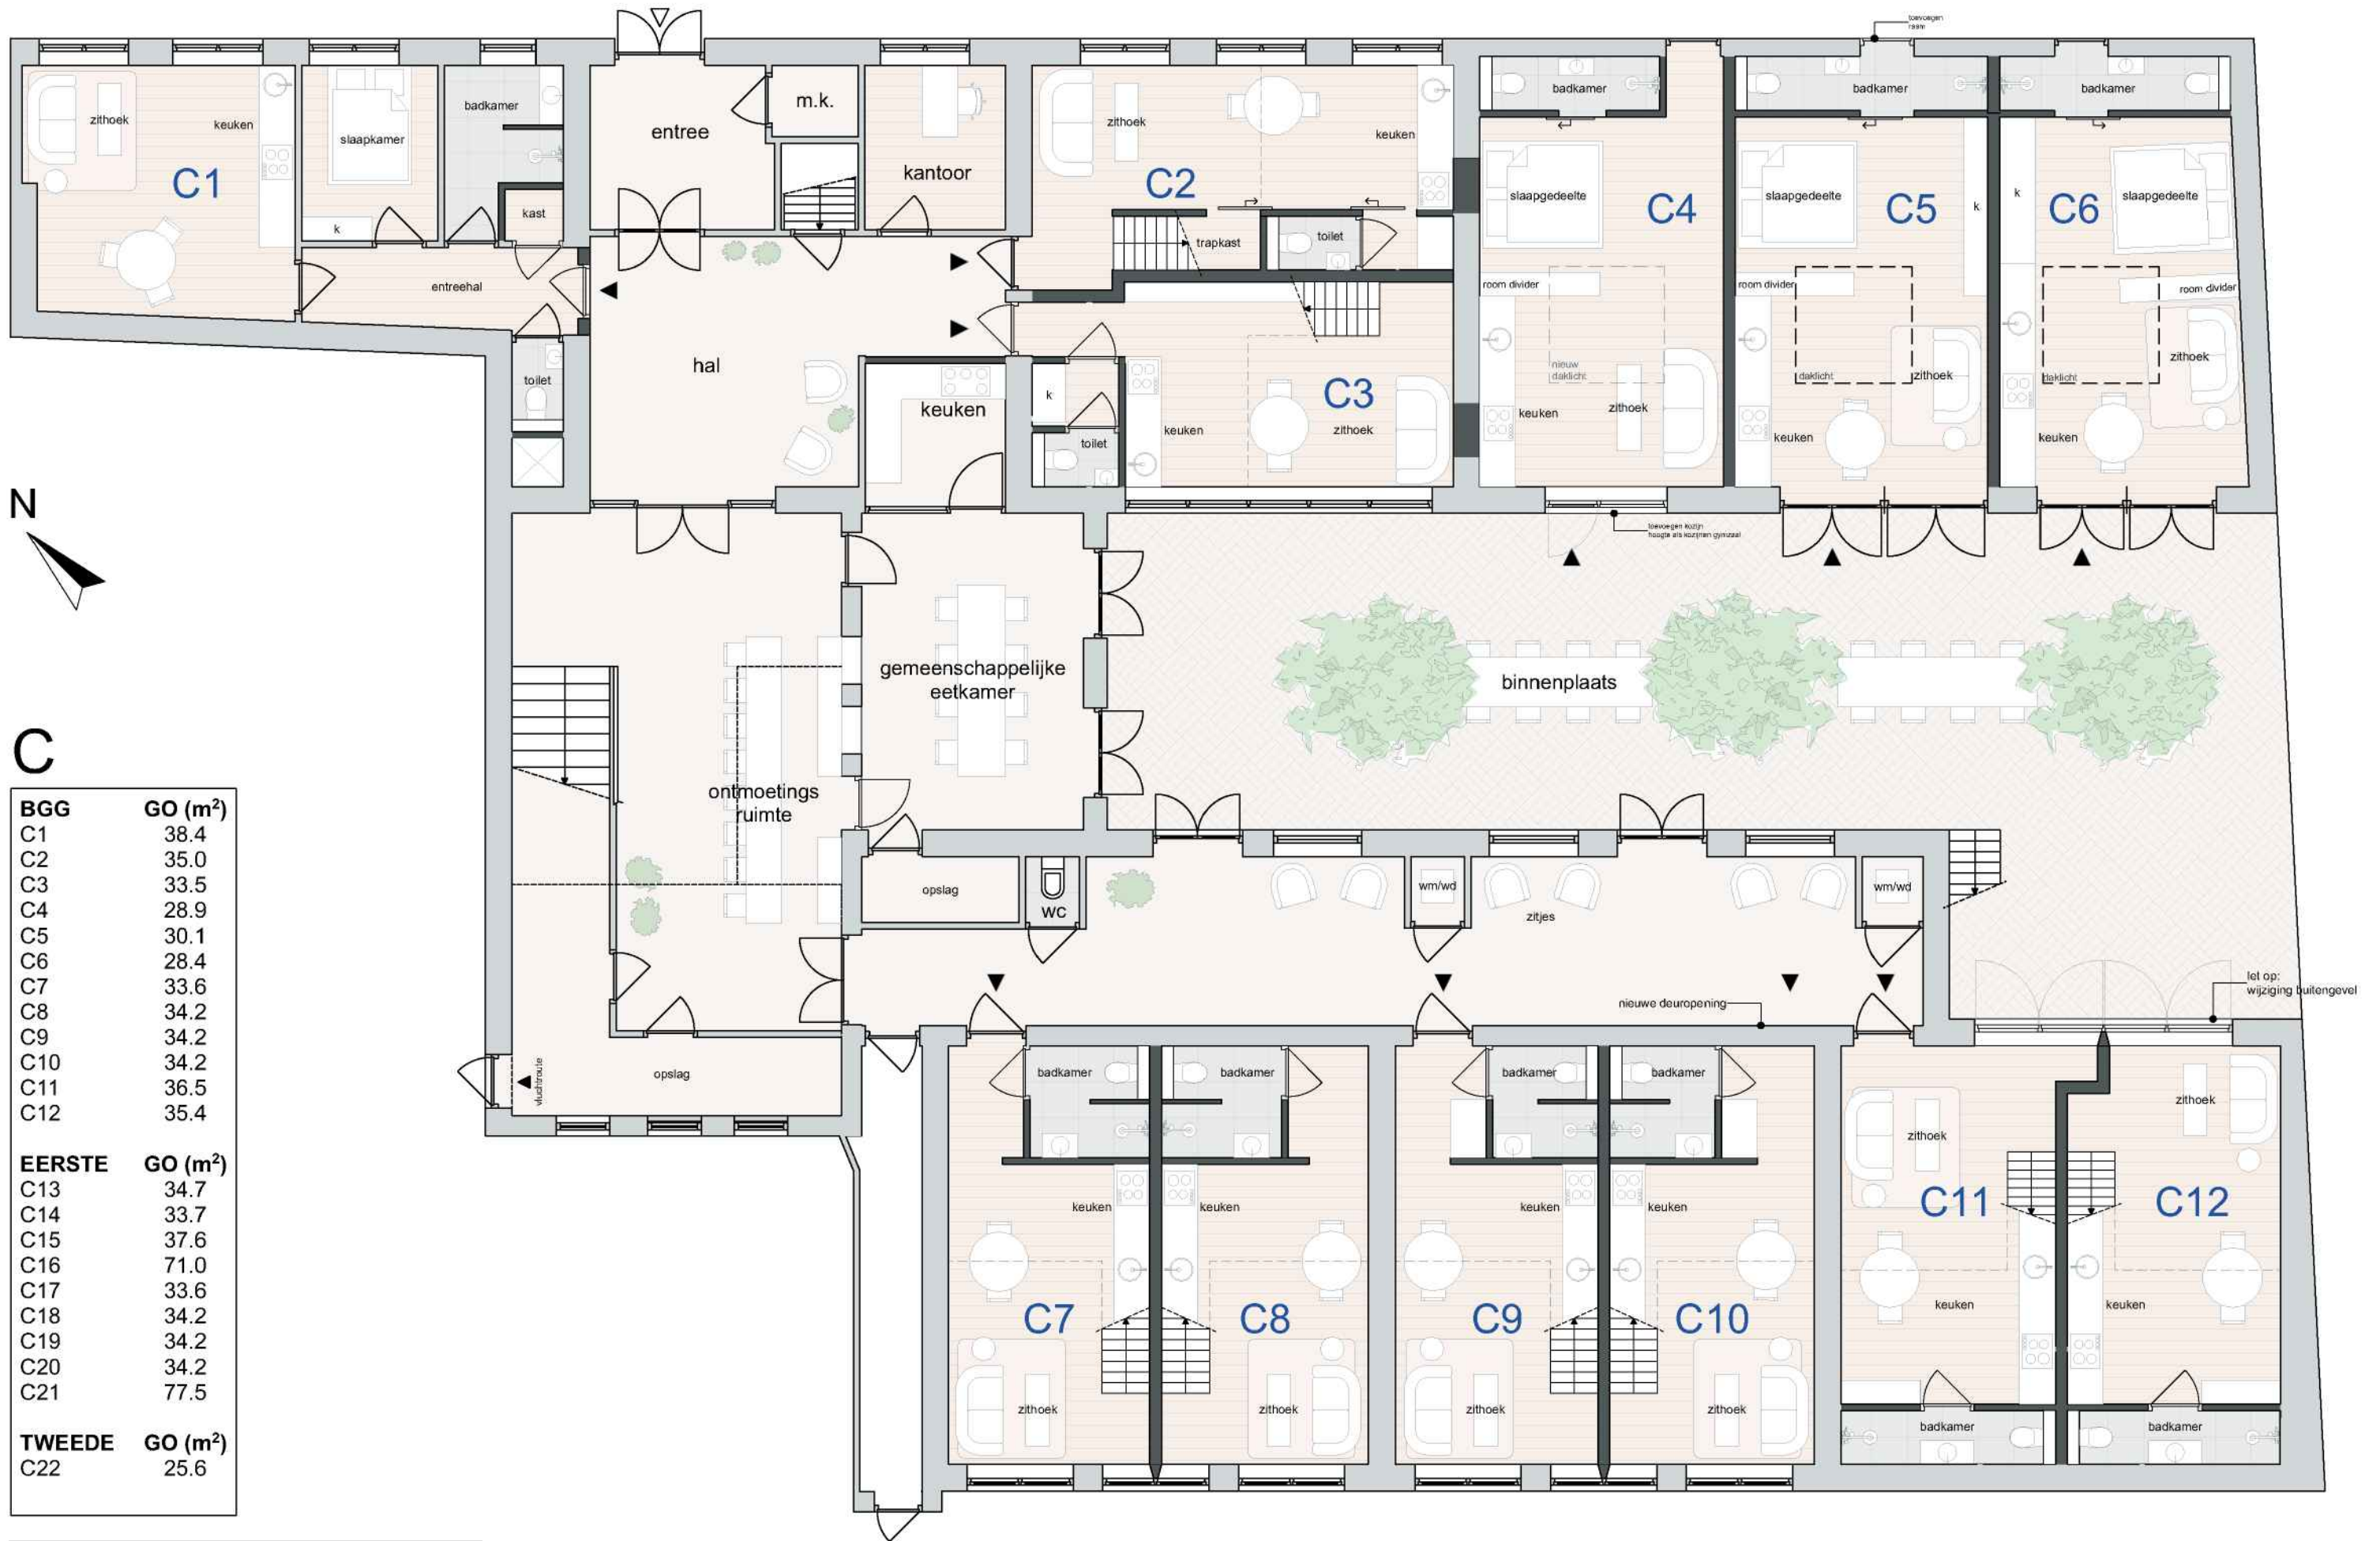 toevoegen
raam
zithoek
keuken
C1
slaapkamer
k
badkamer
kast
entreehal
toilet
entree
m.k.
kantoor
hal
keuken
zithoek
C2
keuken
trapkast
toilet
k
toilet
keuken
C3
zithoek
badkamer
slaapgedeelte
C4
room divider
nieuw
daklicht
keuken
zithoek
badkamer
slaapgedeelte
C5
k
room divider
daklicht
zithoek
keuken
badkamer
k
C6
slaapgedeelte
room divider
zithoek
daklicht
keuken
toevoegen kozijn
hoogte als kozijnen gymzaal
N
gemeenschappelijke
eetkamer
binnenplaats
ontmoetings
ruimte
opslag
wc
wm/wd
zitjes
wm/wd
nieuwe deuropening
let op:
wijziging buitengevel
vluchtroute
opslag
badkamer
keuken
C7
zithoek
badkamer
keuken
C8
zithoek
badkamer
keuken
C9
zithoek
badkamer
keuken
C10
zithoek
zithoek
C11
keuken
badkamer
zithoek
C12
keuken
badkamer
C
BGG GO (m²)
C1 38.4
C2 35.0
C3 33.5
C4 28.9
C5 30.1
C6 28.4
C7 33.6
C8 34.2
C9 34.2
C10 34.2
C11 36.5
C12 35.4
EERSTE GO (m²)
C13 34.7
C14 33.7
C15 37.6
C16 71.0
C17 33.6
C18 34.2
C19 34.2
C20 34.2
C21 77.5
TWEEDE GO (m²)
C22 25.6